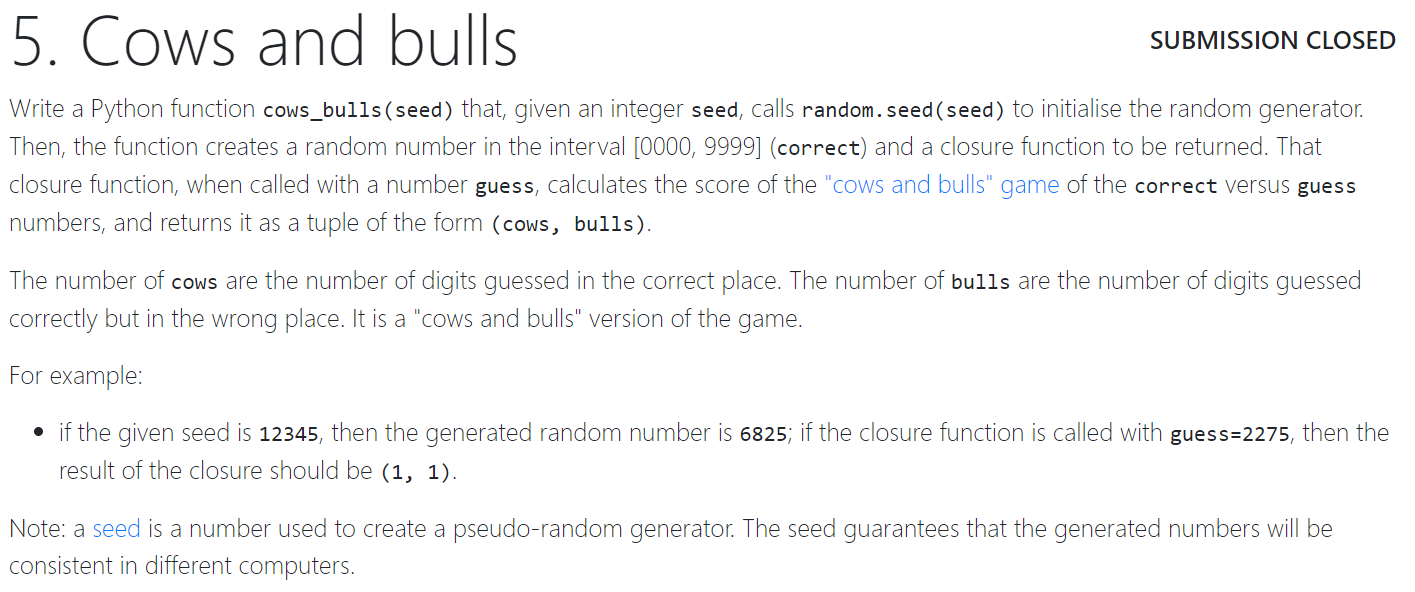 5. Cows and bulls
SUBMISSION CLOSED
Write a Python function cows_bulls(seed) that, given an integer seed, calls random.seed(seed) to initialise the random generator.
Then, the function creates a random number in the interval [0000, 9999] (correct) and a closure function to be returned. That
closure function, when called with a number guess, calculates the score of the "cows and bulls" game of the correct versus guess
numbers, and returns it as a tuple of the form (cows, bulls).
The number of cows are the number of digits guessed in the correct place. The number of bulls are the number of digits guessed
correctly but in the wrong place. It is a "cows and bulls" version of the game.
For example:
• if the given seed is 12345, then the generated random number is 6825; if the closure function is called with guess=2275, then the
result of the closure should be (1, 1).
Note: a seed is a number used to create a pseudo-random generator. The seed guarantees that the generated numbers will be
consistent in different computers.